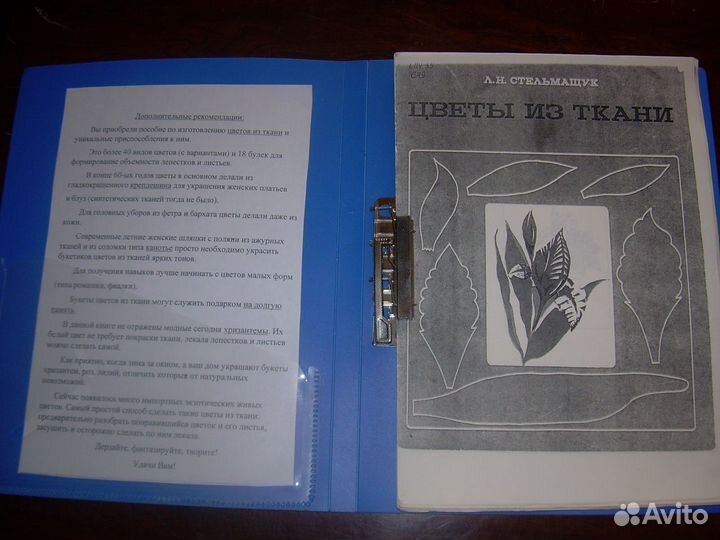 Дополнительные рекомендации:
Вы приобрели пособие по изготовлению цветов из ткани и
уникальные приспособления к ним.
Это более 40 видов цветов (с вариантами) и 18 булек для
формирование объемности лепестков и листьев.
В конце 60-ых годов цветы в основном делали из
гладкокрашенного крепдешина для украшения женских платьев
и блуз (синтетических тканей тогда не было).
Для головных уборов из фетра и бархата цветы делали даже из
кожи.
Современные летние женские шляпки с полями из ажурных
тканей и из соломки типа канотье просто необходимо украсить
букетиков цветов из тканей ярких тонов.
Для получения навыков лучше начинать с цветов малых форм
(типа ромашки, фиалки).
Букеты цветов из ткани могут служить подарком на долгую
память.
В данной книге не отражены модные сегодня хризантемы. Их
белый цвет не требует покраски ткани, лекала лепестков и листьев
можно сделать самой.
Как приятно, когда зима за окном, а ваш дом украшают букеты
хризантем, роз, лилий, отличить которые от натуральных
невозможно.
Сейчас появилось много импортных экзотических живых
цветов. Самый простой способ сделать такие цветы из ткани:
предварительно разобрать понравившийся цветок и его листья,
засушить и осторожно сделать по ним лекала.
Дерзайте, фантазируйте, творите!
Удачи Вам!
Л.Н. СТЕЛЬМАЩУК
ЦВЕТЫ ИЗ ТКАНИ
Avito